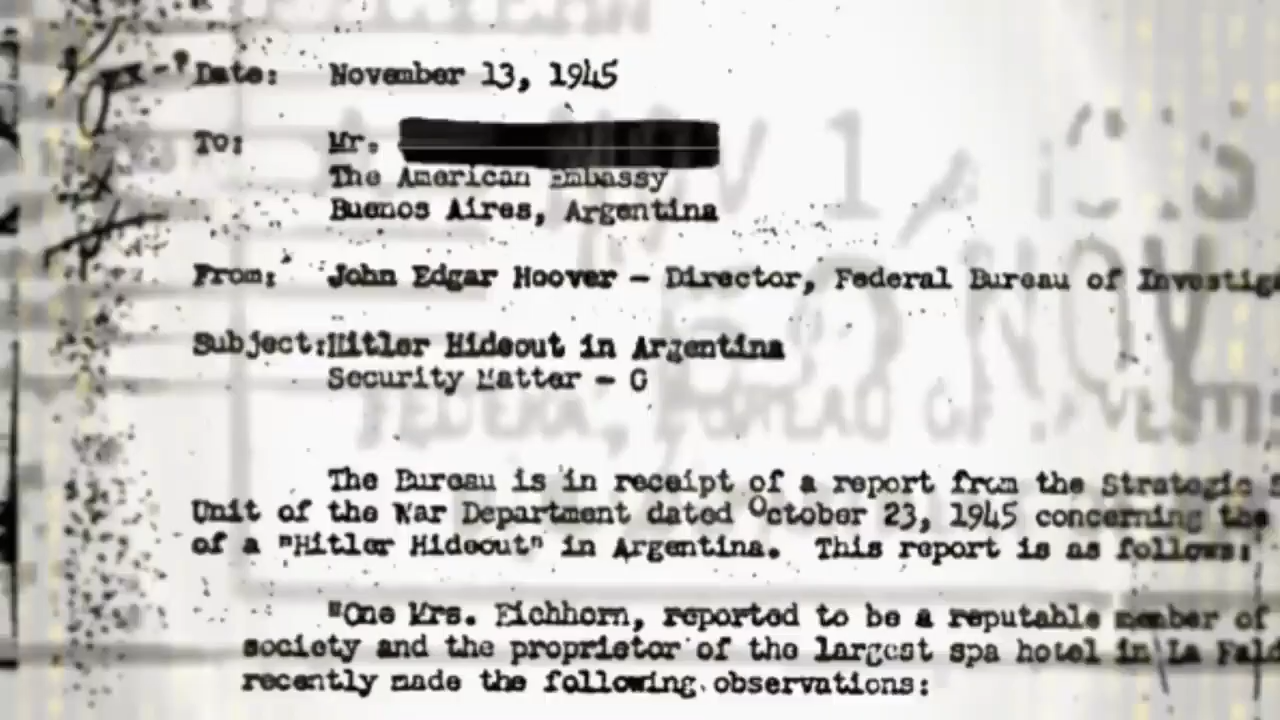 Date: November 13, 1945
To: Mr.
The American Embassy
Buenos Aires, Argentina
From: John Edgar Hoover - Director, Federal Bureau of Investig
Subject: Hitler Hideout in Argentina
Security Matter - G
The Bureau is in receipt of a report from the Strategic S
Unit of the War Department dated October 23, 1945 concerning the
of a "Hitler Hideout" in Argentina. This report is as follows:
"One Mrs. Eichhorn, reported to be a reputable member of
society and the proprietor of the largest spa hotel in La Fald
recently made the following observations: